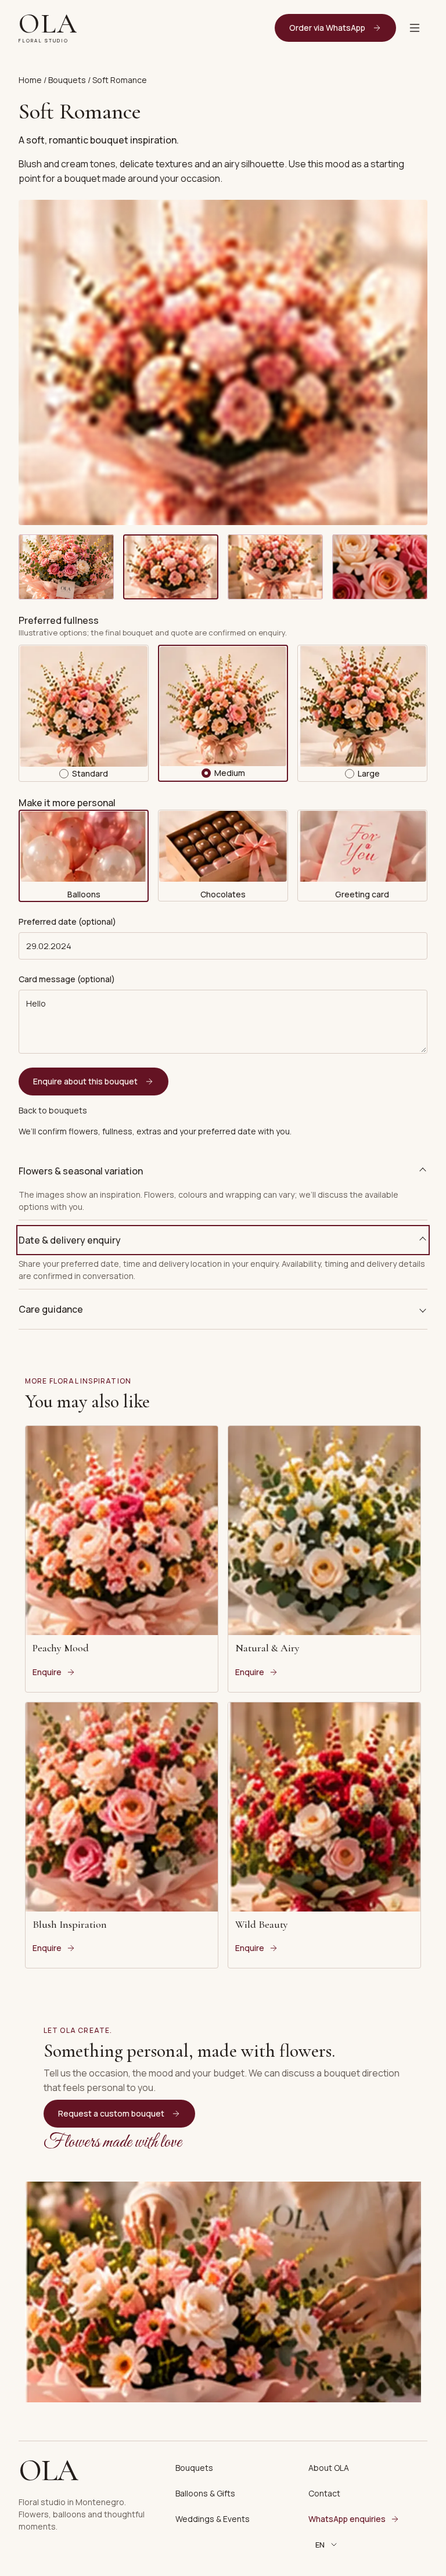 OLA
FLORAL STUDIO
Order via WhatsApp
Home / Bouquets / Soft Romance
Soft Romance
A soft, romantic bouquet inspiration.
Blush and cream tones, delicate textures and an airy silhouette. Use this mood as a starting
point for a bouquet made around your occasion.
Preferred fullness
Illustrative options; the final bouquet and quote are confirmed on enquiry.
Standard
Medium
Large
Make it more personal
For
You
Balloons
Chocolates
Greeting card
Preferred date (optional)
29.02.2024
Card message (optional)
Hello
Enquire about this bouquet
Back to bouquets
We'll confirm flowers, fullness, extras and your preferred date with you.
Flowers & seasonal variation
The images show an inspiration. Flowers, colours and wrapping can vary; we'll discuss the available
options with you.
Date & delivery enquiry
Share your preferred date, time and delivery location in your enquiry. Availability, timing and delivery details
are confirmed in conversation.
Care guidance
MORE FLORAL INSPIRATION
You may also like
Peachy Mood
Enquire
Natural & Airy
Enquire
Blush Inspiration
Enquire
Wild Beauty
Enquire
LET OLA CREATE.
Something personal, made with flowers.
Tell us the occasion, the mood and your budget. We can discuss a bouquet direction
that feels personal to you.
Request a custom bouquet
Flowers made with love
OLA
OLA
Floral studio in Montenegro.
Flowers, balloons and thoughtful
moments.
Bouquets
Balloons & Gifts
Weddings & Events
About OLA
Contact
WhatsApp enquiries
EN